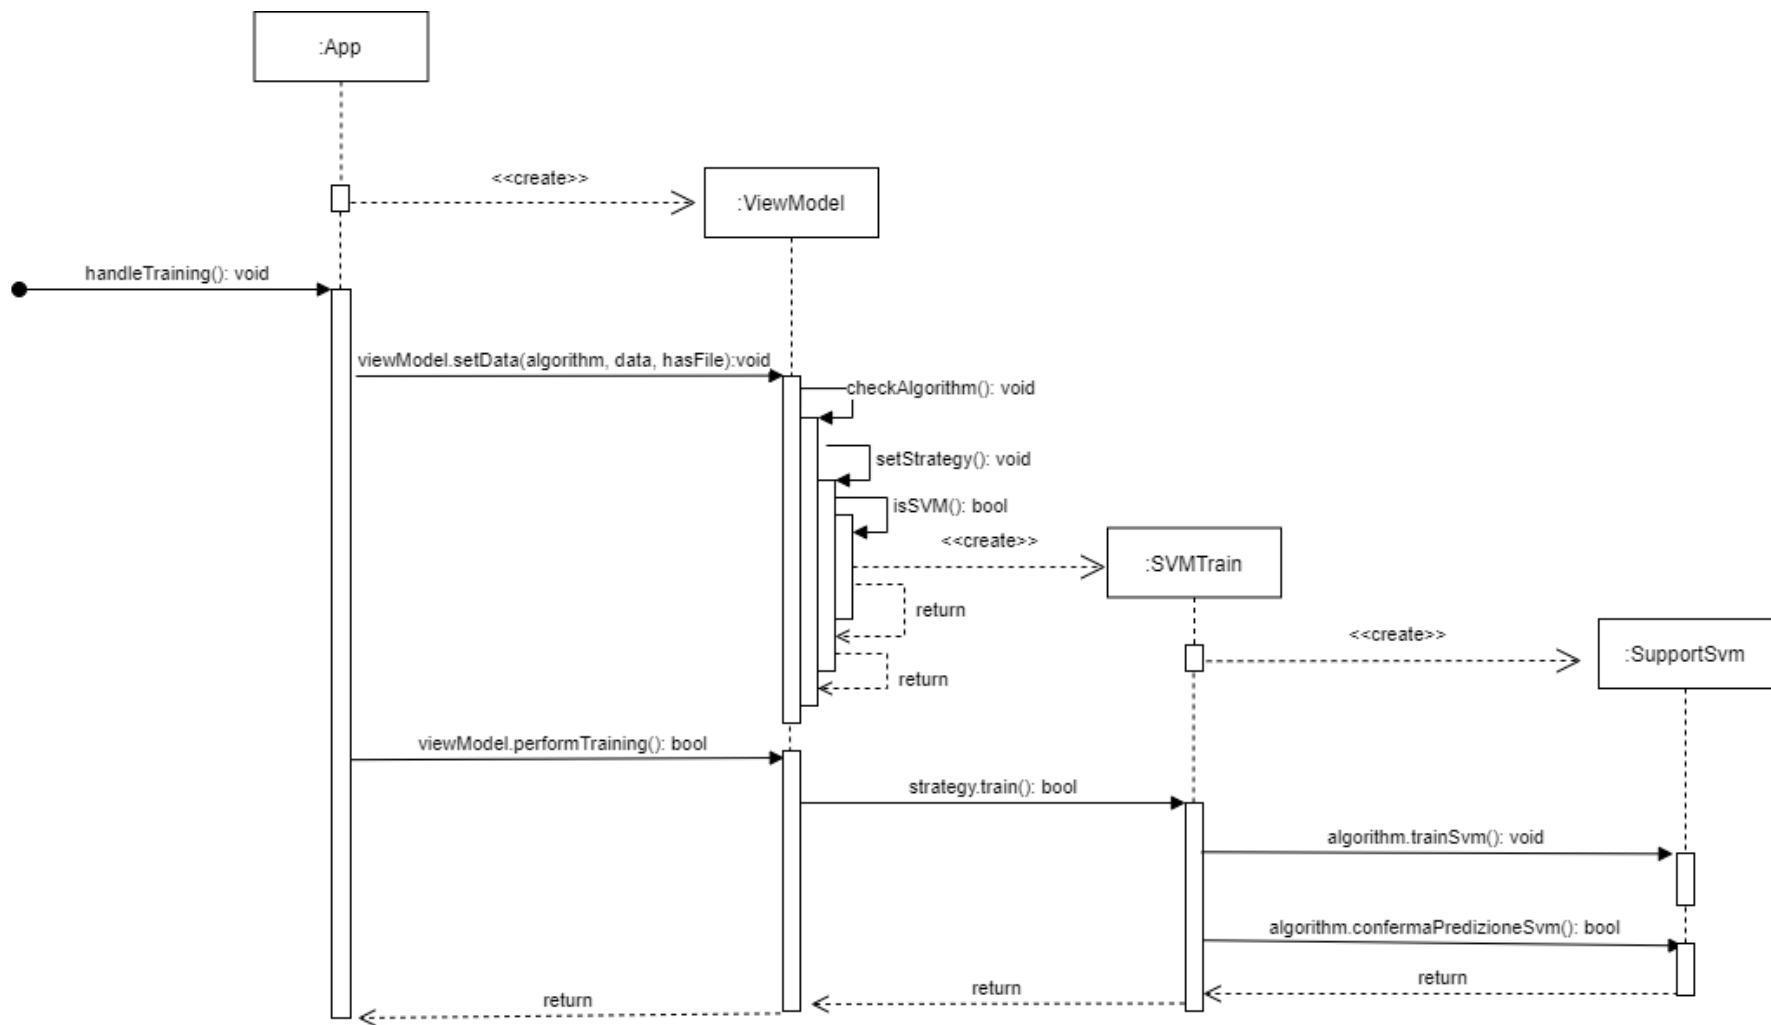 :App
<<create>>
:ViewModel
handleTraining(): void
viewModel.setData(algorithm, data, hasFile):void
checkAlgorithm(): void
setStrategy(): void
isSVM(): bool
<<create>>
:SVMTrain
return
<<create>>
:SupportSvm
return
viewModel.performTraining(): bool
strategy.train(): bool
algorithm.trainSvm(): void
algorithm.confermaPredizioneSvm(): bool
return
return
return